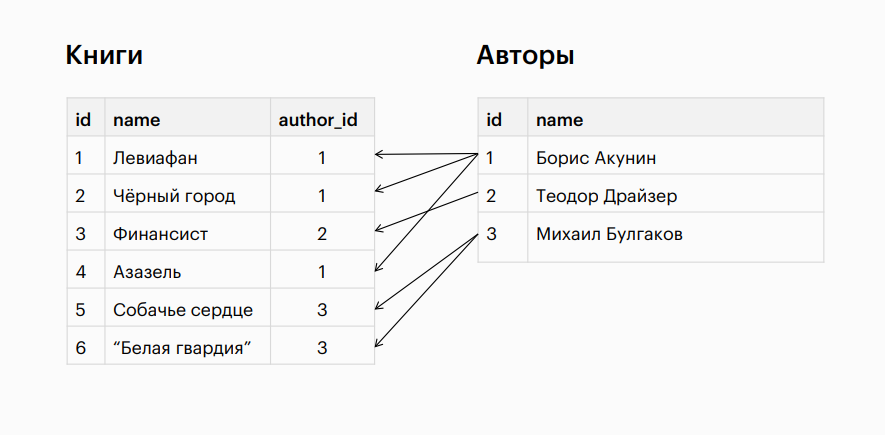 Книги
Авторы
id name author_id
1 Левиафан 1
2 Чёрный город 1
3 Финансист 2
4 Азазель 1
5 Собачье сердце 3
6 “Белая гвардия” 3
id name
1 Борис Акунин
2 Теодор Драйзер
3 Михаил Булгаков